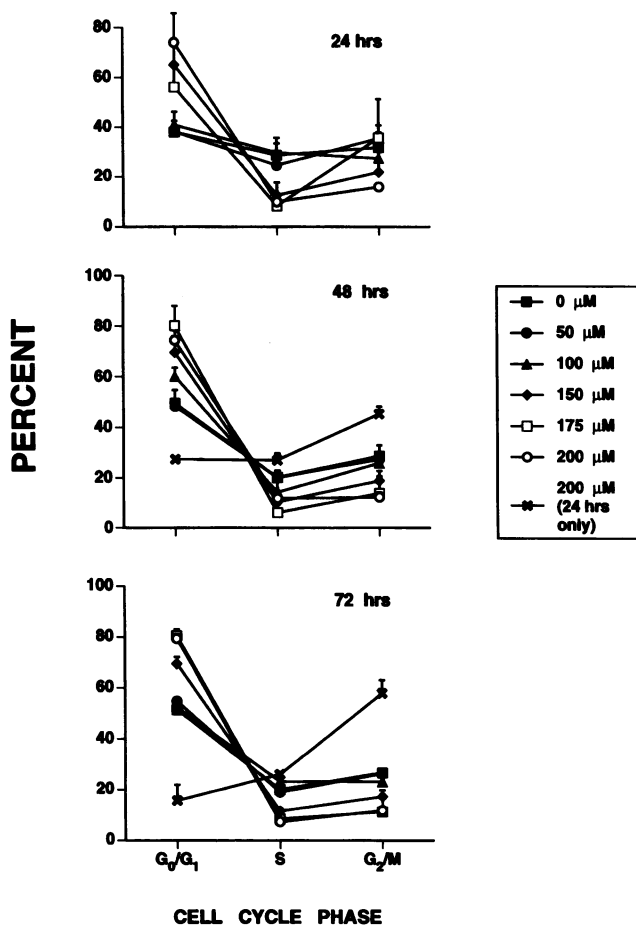 80
60
40
20
0
24 hrs
100
80
60
40
20
0
48 hrs
100
80
60
40
20
0
72 hrs
PERCENT
G₀/G₁
S
G₂/M
CELL CYCLE PHASE
0 μM
50 μM
100 μM
150 μM
175 μM
200 μM
200 μM
(24 hrs
only)